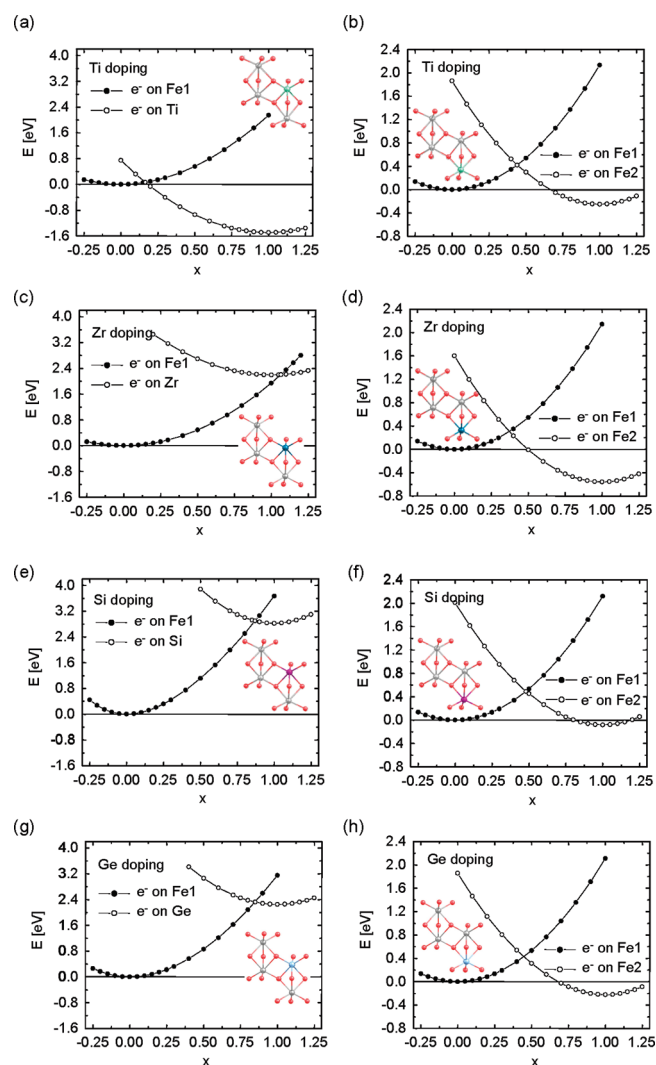 (a)
4.0
3.2
2.4
1.6
0.8
0.0
-0.8
-1.6
E [eV]
Ti doping
e⁻ on Fe1
e⁻ on Ti
-0.25 0.00 0.25 0.50 0.75 1.00 1.25
x
(b)
2.4
2.0
1.6
1.2
0.8
0.4
0.0
-0.4
-0.8
E [eV]
Ti doping
e⁻ on Fe1
e⁻ on Fe2
-0.25 0.00 0.25 0.50 0.75 1.00 1.25
x
(c)
4.0
3.2
2.4
1.6
0.8
0.0
-0.8
-1.6
E [eV]
Zr doping
e⁻ on Fe1
e⁻ on Zr
-0.25 0.00 0.25 0.50 0.75 1.00 1.25
x
(d)
2.4
2.0
1.6
1.2
0.8
0.4
0.0
-0.4
-0.8
E [eV]
Zr doping
e⁻ on Fe1
e⁻ on Fe2
-0.25 0.00 0.25 0.50 0.75 1.00 1.25
x
(e)
4.0
3.2
2.4
1.6
0.8
0.0
-0.8
-1.6
E [eV]
Si doping
e⁻ on Fe1
e⁻ on Si
-0.25 0.00 0.25 0.50 0.75 1.00 1.25
x
(f)
2.4
2.0
1.6
1.2
0.8
0.4
0.0
-0.4
-0.8
E [eV]
Si doping
e⁻ on Fe1
e⁻ on Fe2
-0.25 0.00 0.25 0.50 0.75 1.00 1.25
x
(g)
4.0
3.2
2.4
1.6
0.8
0.0
-0.8
-1.6
E [eV]
Ge doping
e⁻ on Fe1
e⁻ on Ge
-0.25 0.00 0.25 0.50 0.75 1.00 1.25
x
(h)
2.4
2.0
1.6
1.2
0.8
0.4
0.0
-0.4
-0.8
E [eV]
Ge doping
e⁻ on Fe1
e⁻ on Fe2
-0.25 0.00 0.25 0.50 0.75 1.00 1.25
x